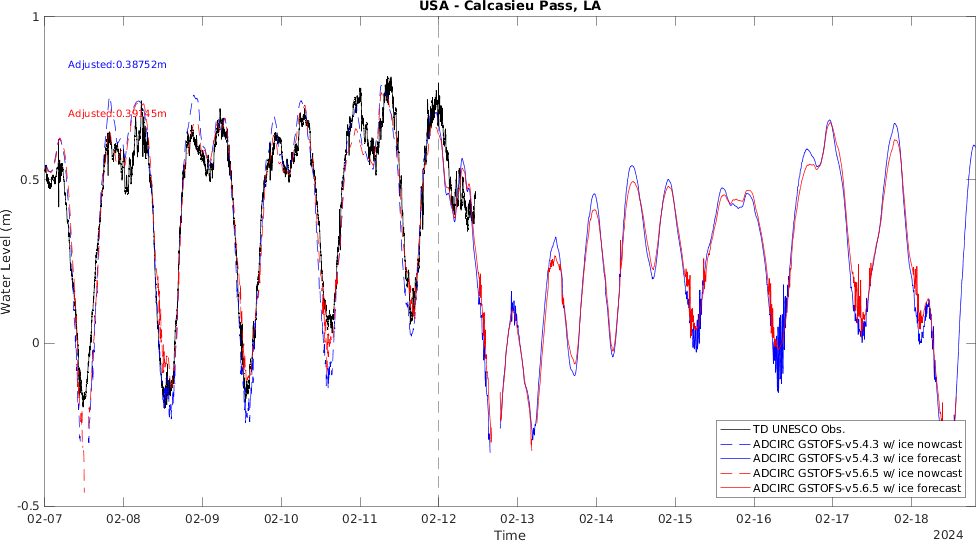 USA - Calcasieu Pass, LA
1
Adjusted:0.38752m
0.5
Water Level (m)
0
TD UNESCO Obs.
ADCIRC GSTOFS-v5.4.3 w/ ice nowcast
ADCIRC GSTOFS-v5.4.3 w/ ice forecast
ADCIRC GSTOFS-v5.6.5 w/ ice nowcast
ADCIRC GSTOFS-v5.6.5 w/ ice forecast
-0.5
02-07 02-08 02-09 02-10 02-11 02-12 02-13 02-14 02-15 02-16 02-17 02-18
Time
2024